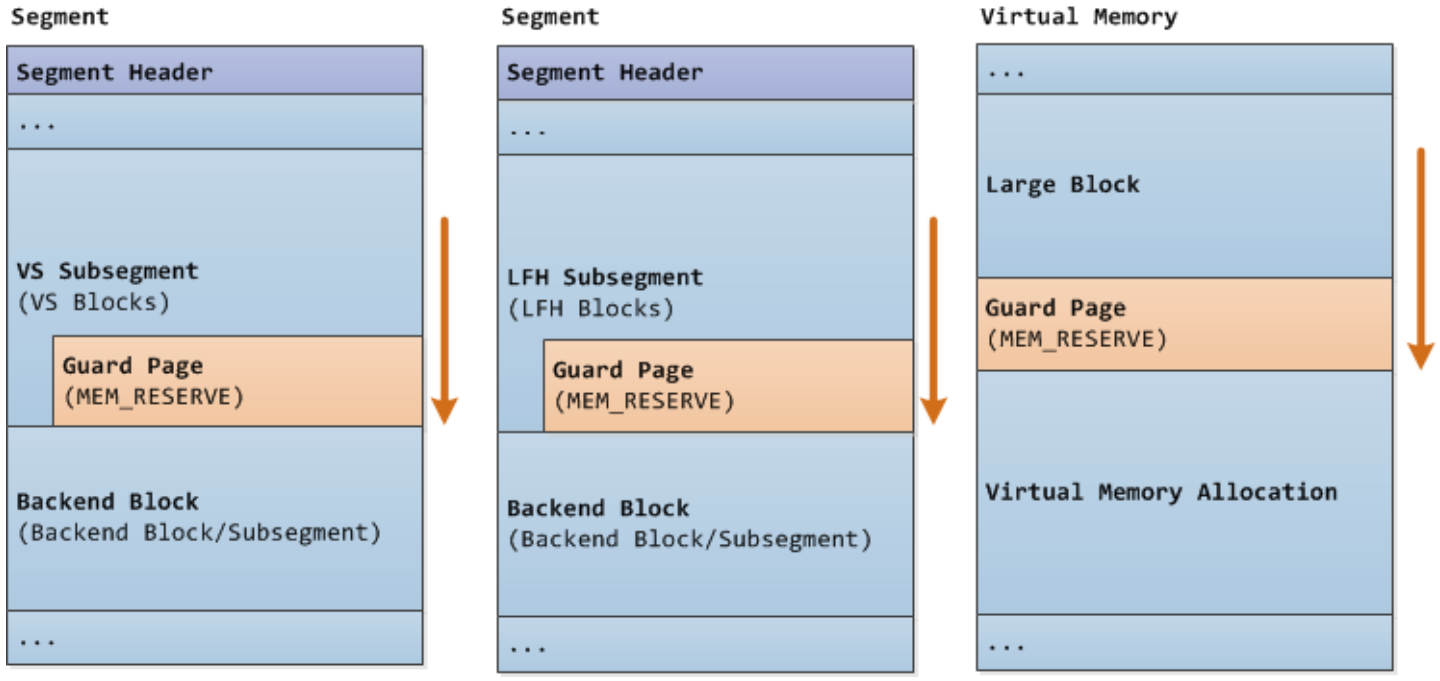 Segment
Segment Header
...
VS Subsegment
(VS Blocks)
Guard Page
(MEM_RESERVE)
Backend Block
(Backend Block/Subsegment)
...
Segment
Segment Header
...
LFH Subsegment
(LFH Blocks)
Guard Page
(MEM_RESERVE)
Backend Block
(Backend Block/Subsegment)
...
Virtual Memory
...
Large Block
Guard Page
(MEM_RESERVE)
Virtual Memory Allocation
...